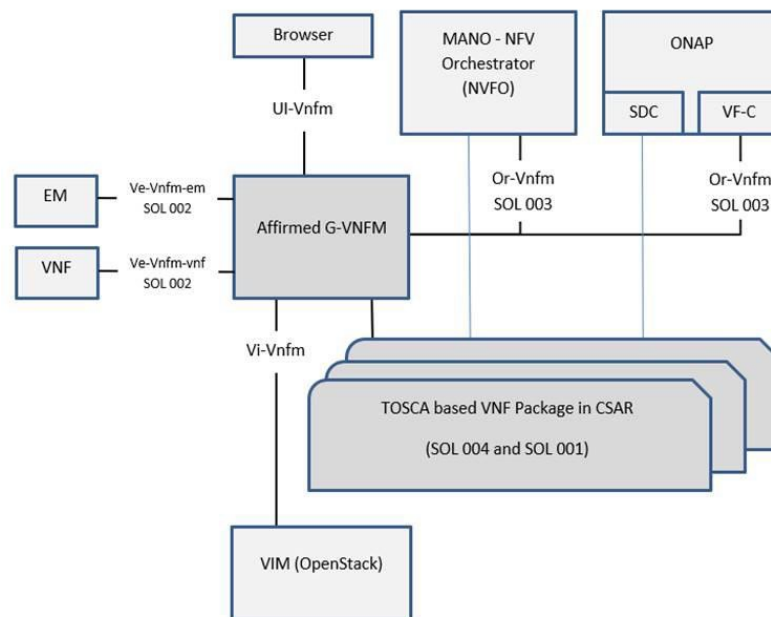 Browser
MANO - NFV
Orchestrator
(NVFO)
ONAP
SDC
VF-C
UI-Vnfm
Or-Vnfm
SOL 003
Or-Vnfm
SOL 003
EM
Ve-Vnfm-em
SOL 002
Affirmed G-VNFM
VNF
Ve-Vnfm-vnf
SOL 002
Vi-Vnfm
TOSCA based VNF Package in CSAR
(SOL 004 and SOL 001)
VIM (OpenStack)